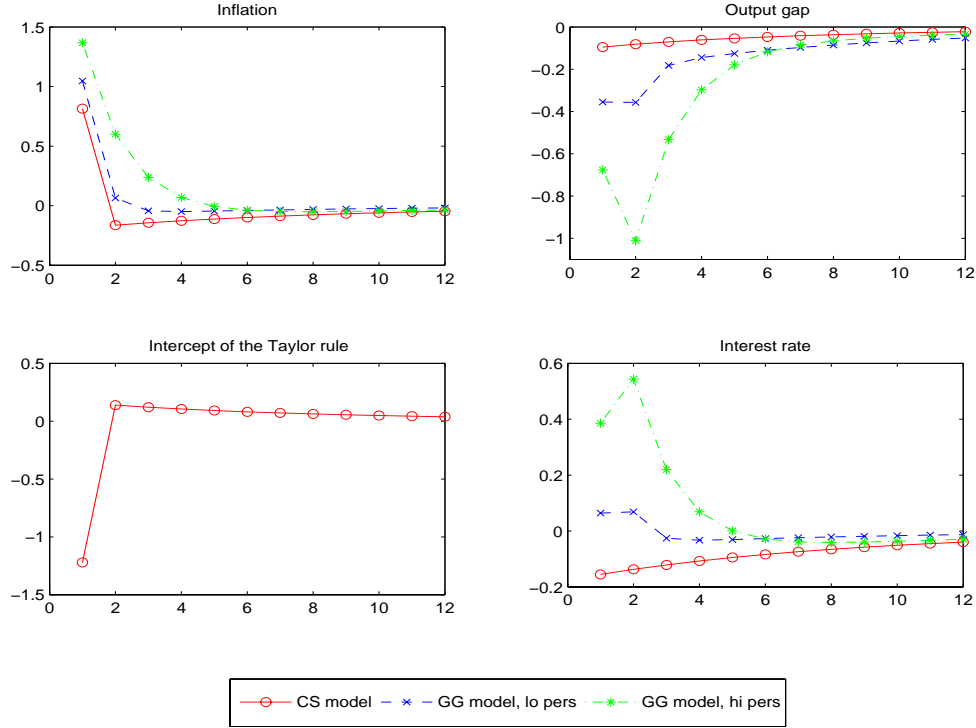 Inflation
1.5
1
0.5
0
−0.5
0 2 4 6 8 10 12
Output gap
0
−0.2
−0.4
−0.6
−0.8
−1
0 2 4 6 8 10 12
Intercept of the Taylor rule
0.5
0
−0.5
−1
−1.5
0 2 4 6 8 10 12
Interest rate
0.6
0.4
0.2
0
−0.2
0 2 4 6 8 10 12
CS model GG model, lo pers GG model, hi pers